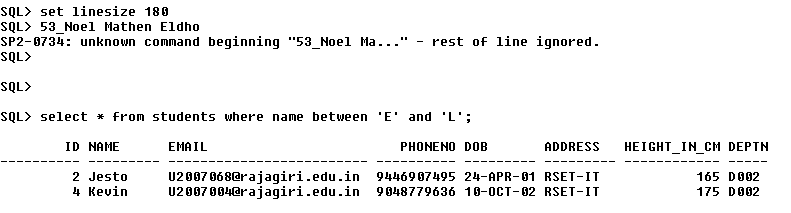 SQL> set linesize 180
SQL> 53_Noel Mathen Eldho
SP2-0734: unknown command beginning "53_Noel Ma..." - rest of line ignored.
SQL>
SQL>
SQL> select * from students where name between 'E' and 'L';
ID NAME EMAIL PHONENO DOB ADDRESS HEIGHT_IN_CM DEPTN
---------- ---------- ------------------------- ---------- --------- ---------- ------------ -----
2 Jesto U2007068@rajagiri.edu.in 9446907495 24-APR-01 RSET-IT 165 D002
4 Kevin U2007004@rajagiri.edu.in 9048779636 10-OCT-02 RSET-IT 175 D002